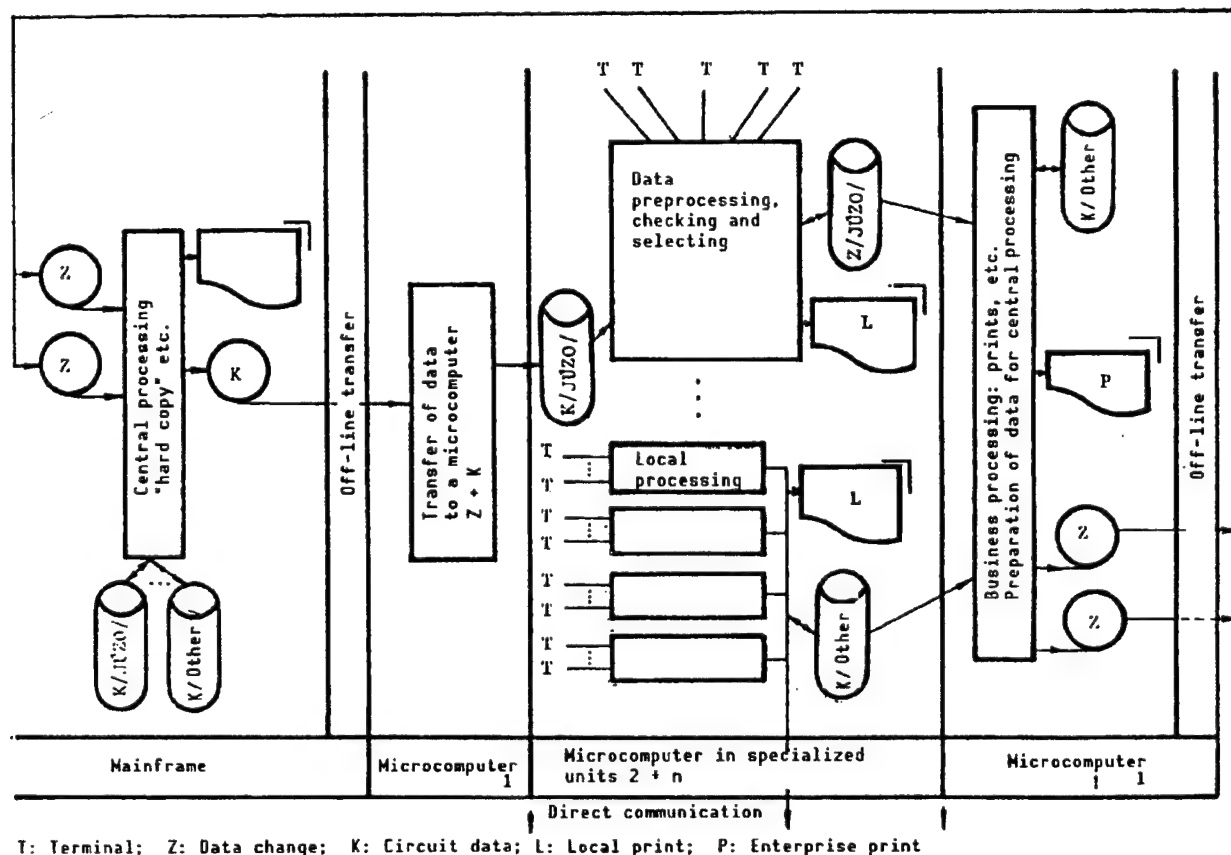 T T T T T
Z
Z
Central processing
"hard copy" etc.
K
K/JÜZO/
K/Other
Off-line transfer
Transfer of data
to a microcomputer
Z + K
K/JÜZO/
Data
preprocessing,
checking and
selecting
Z/JÜZO/
L
T
T
Local
processing
L
T
T
T
T
T
T
K/Other
Business processing: prints, etc.
Preparation of data for central processing
K/Other
P
Z
Z
Off-line transfer
Mainframe
Microcomputer
1
Microcomputer in specialized
units 2 + n
Microcomputer
1
Direct communication
T: Terminal; Z: Data change; K: Circuit data; L: Local print; P: Enterprise print